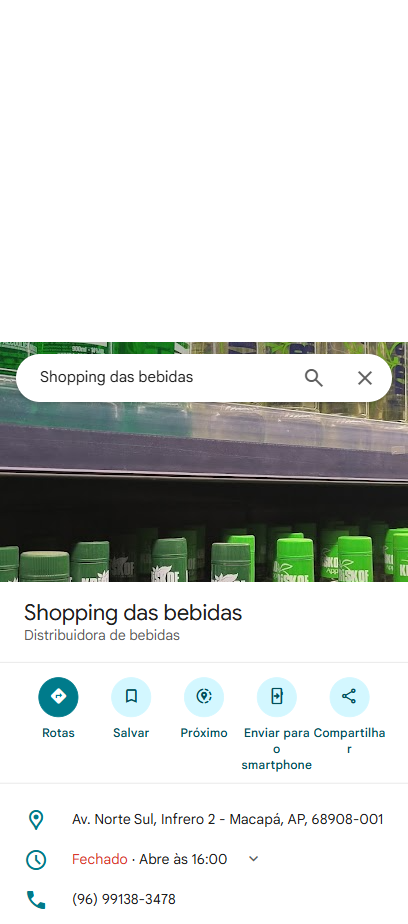 Shopping das bebidas
Shopping das bebidas
Distribuidora de bebidas
Rotas
Salvar
Próximo
Enviar para
o
smartphone
Compartilha
r
Av. Norte Sul, Infrero 2 - Macapá, AP, 68908-001
Fechado · Abre às 16:00
(96) 99138-3478